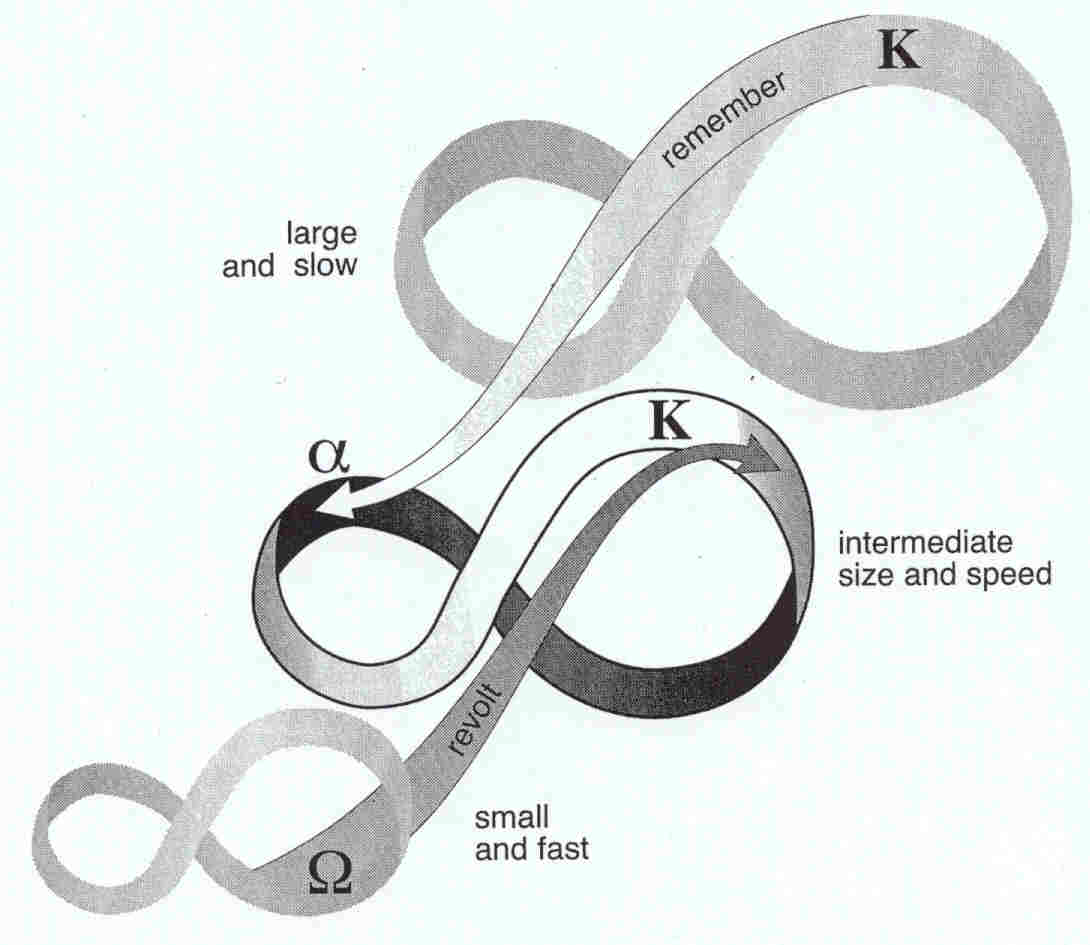 K
remember
large
and slow
α
K
intermediate
size and speed
revolt
small
and fast
Ω